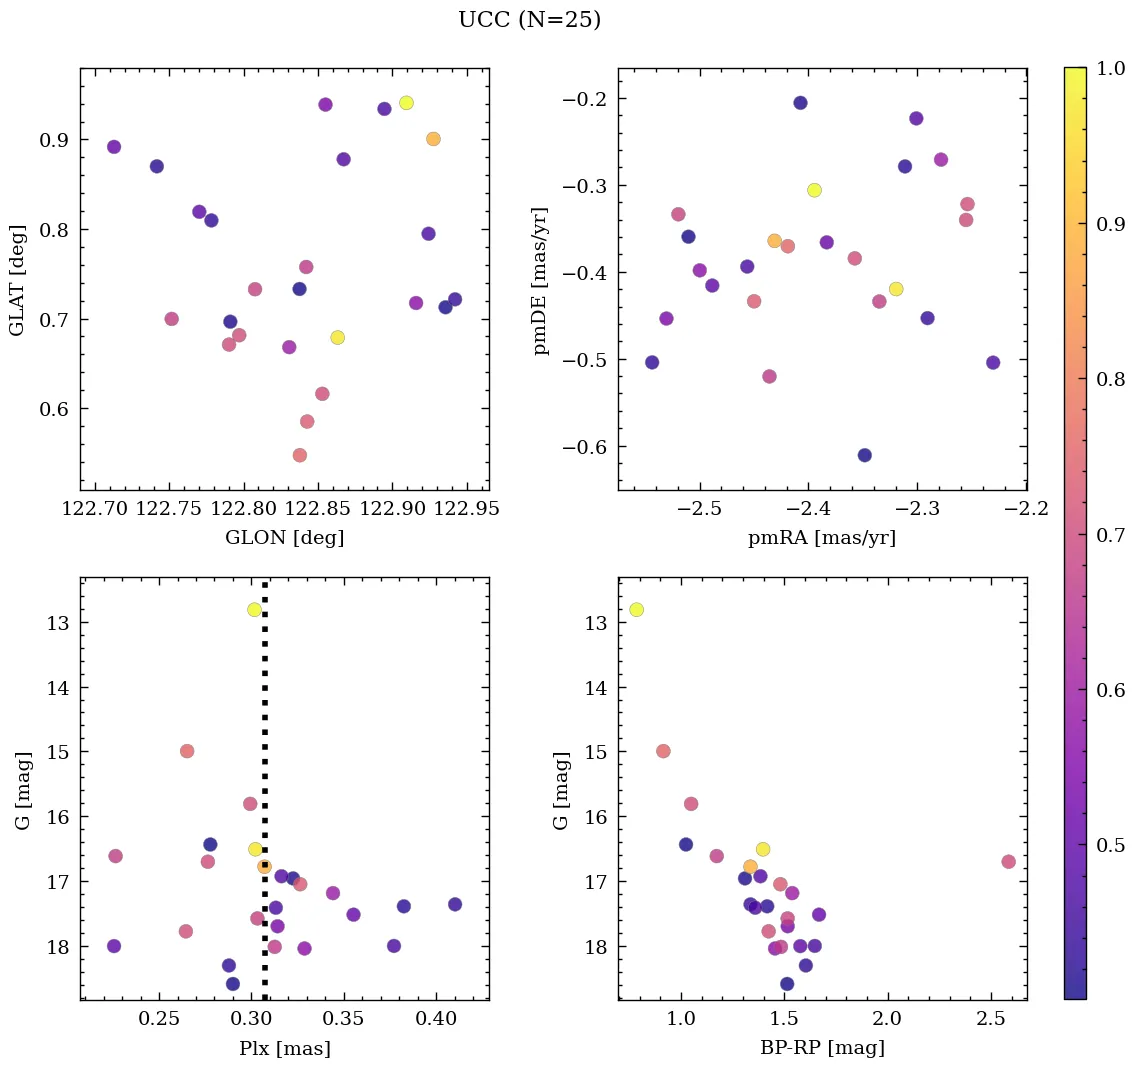 UCC (N=25)
0.9
0.8
0.7
0.6
GLAT [deg]
122.70 122.75 122.80 122.85 122.90 122.95
GLON [deg]
−0.2
−0.3
−0.4
−0.5
−0.6
pmDE [mas/yr]
−2.5 −2.4 −2.3 −2.2
pmRA [mas/yr]
13
14
15
16
17
18
G [mag]
0.25 0.30 0.35 0.40
Plx [mas]
13
14
15
16
17
18
G [mag]
1.0 1.5 2.0 2.5
BP-RP [mag]
1.0
0.9
0.8
0.7
0.6
0.5